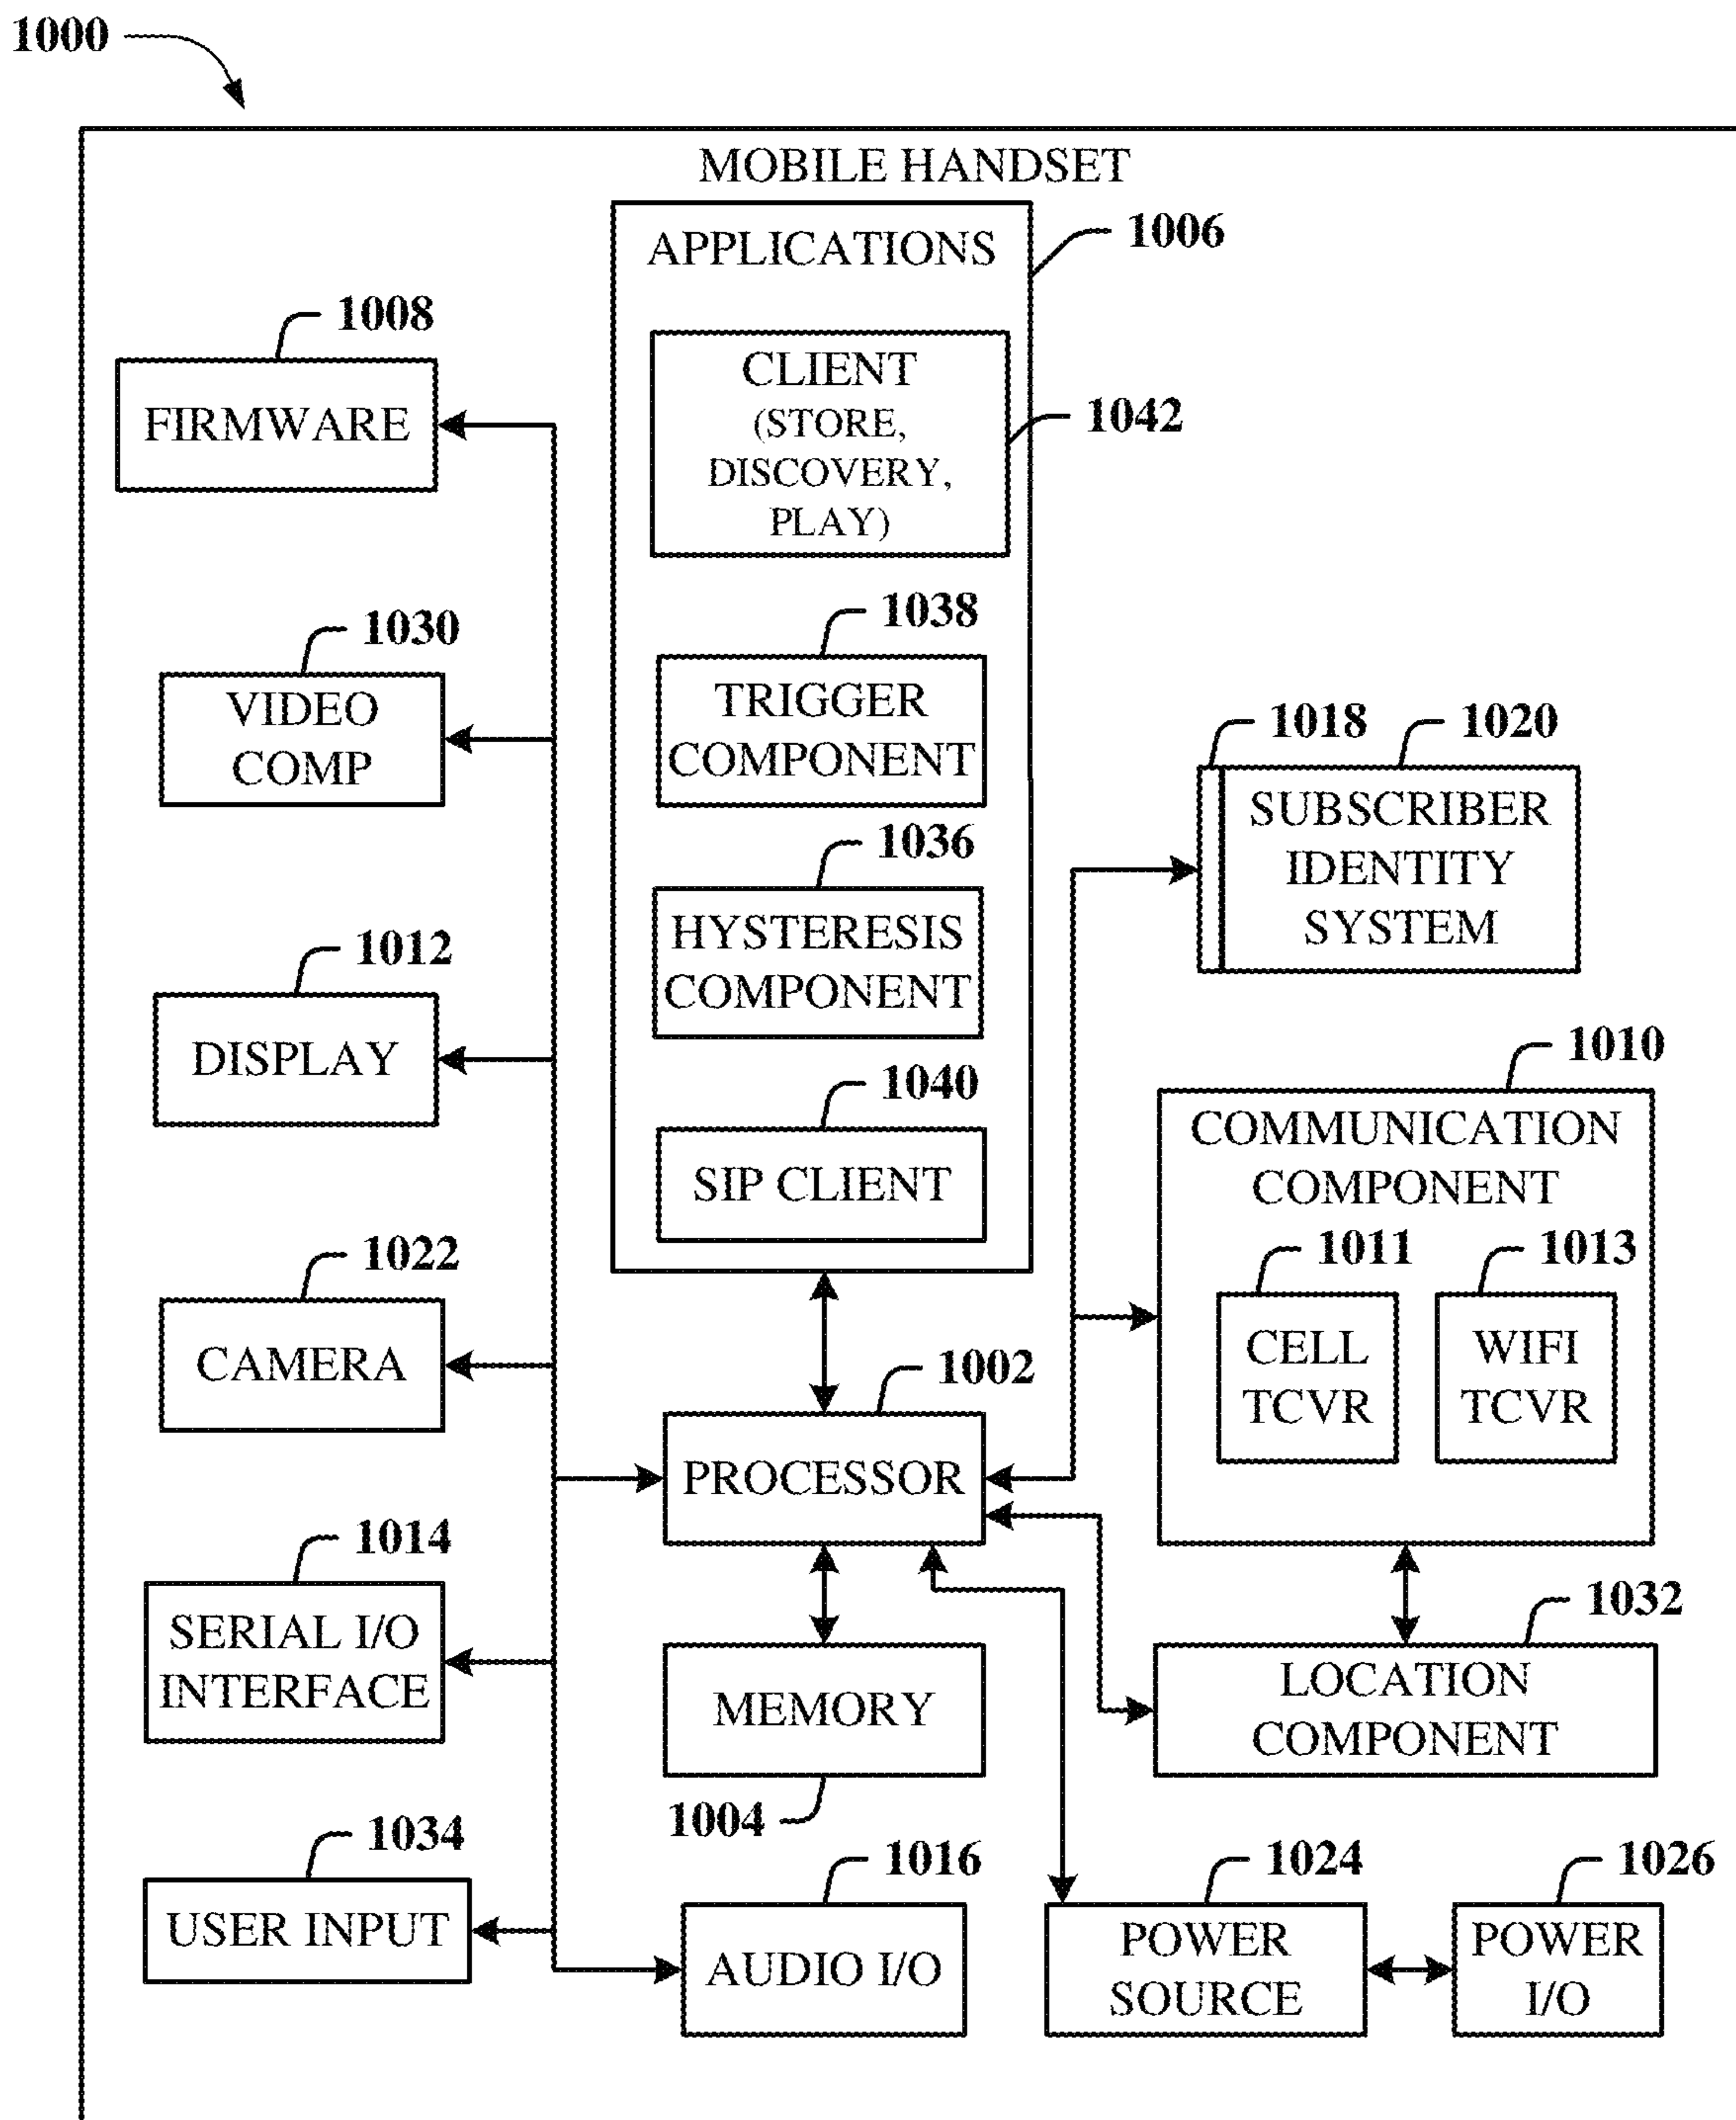 1000
MOBILE HANDSET
APPLICATIONS
1006
CLIENT
(STORE,
DISCOVERY,
PLAY)
1042
1038
TRIGGER
COMPONENT
1036
HYSTERESIS
COMPONENT
1040
SIP CLIENT
1008
FIRMWARE
1030
VIDEO
COMP
1012
DISPLAY
1022
CAMERA
1014
SERIAL I/O
INTERFACE
1034
USER INPUT
1002
PROCESSOR
MEMORY
1004
1016
AUDIO I/O
1018
1020
SUBSCRIBER
IDENTITY
SYSTEM
1010
COMMUNICATION
COMPONENT
1011
CELL
TCVR
1013
WIFI
TCVR
1032
LOCATION
COMPONENT
1024
POWER
SOURCE
1026
POWER
I/O